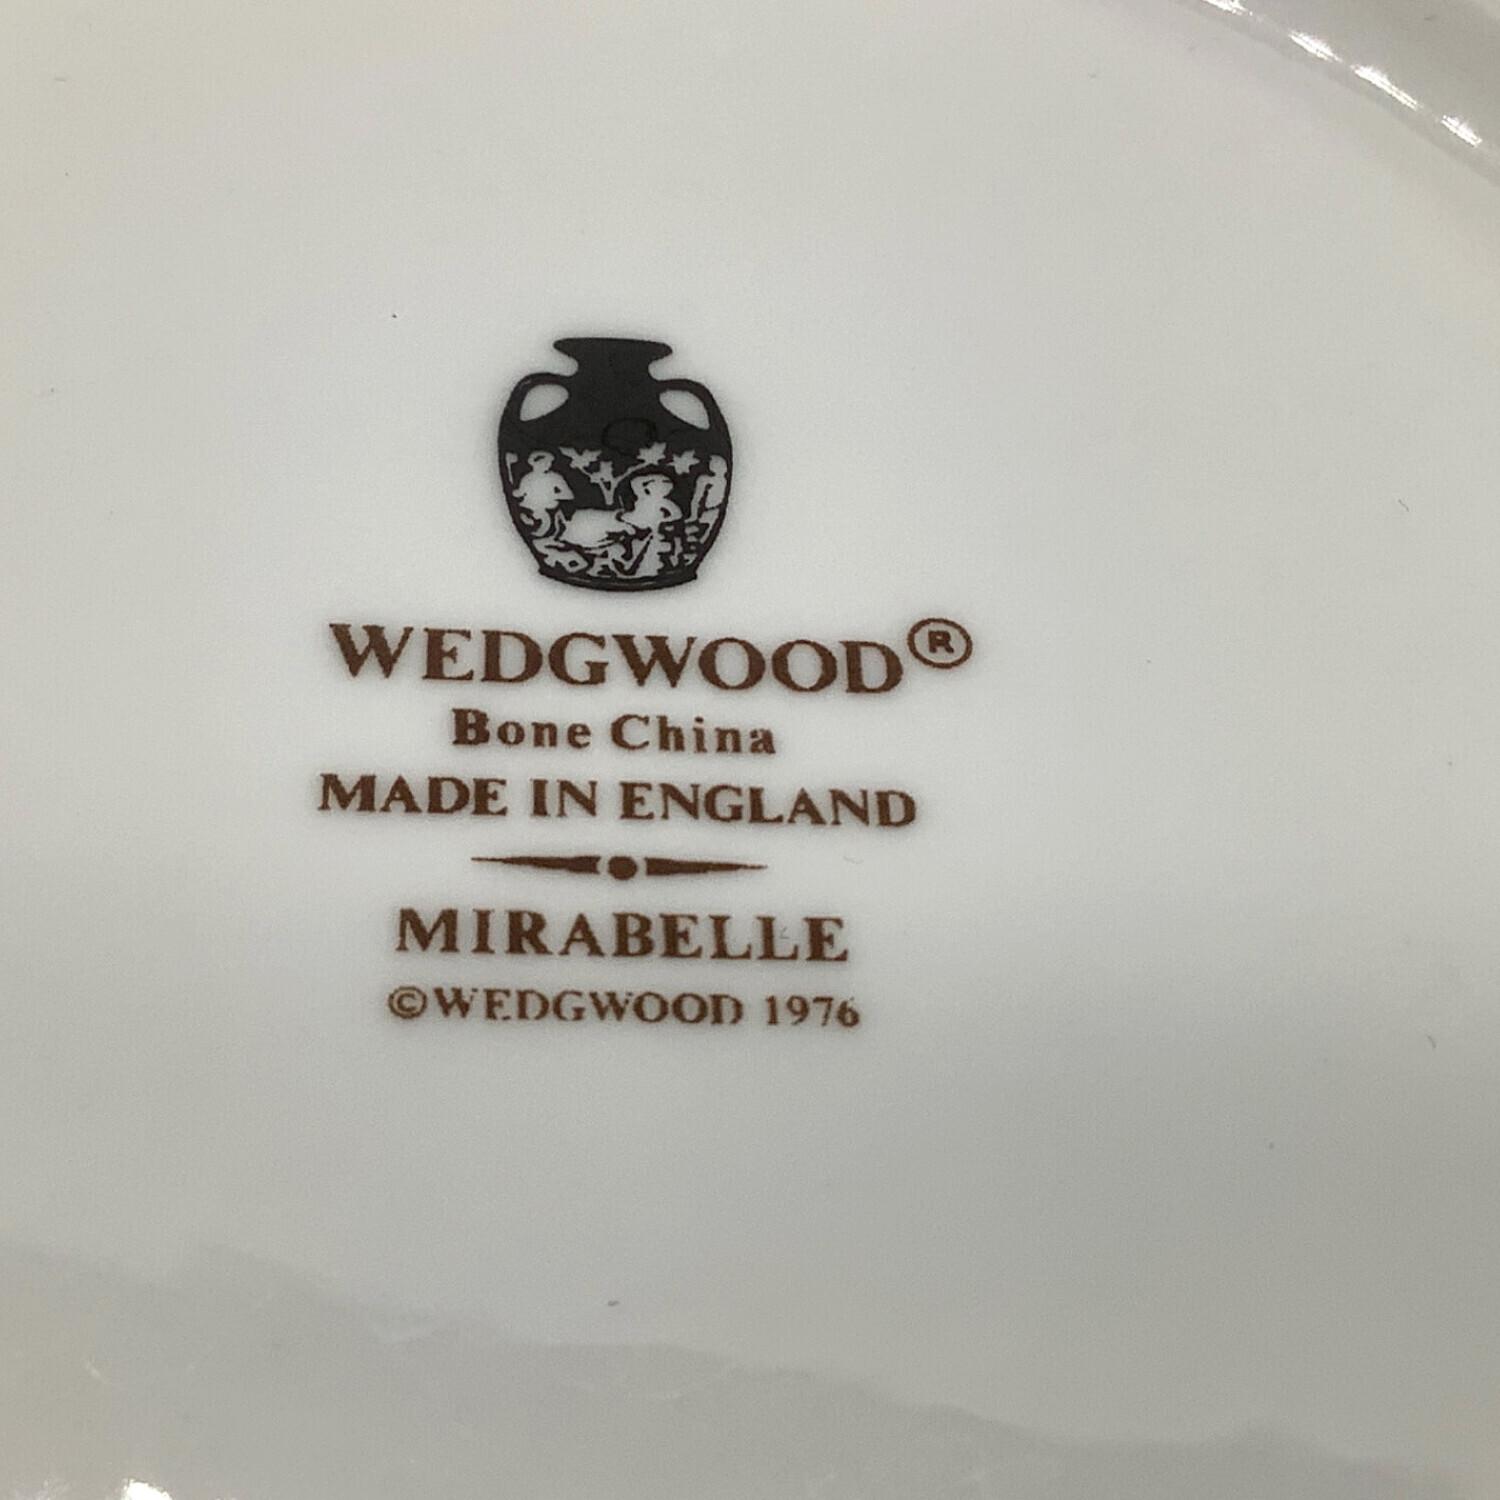 WEDGWOOD®
Bone China
MADE IN ENGLAND
MIRABELLE
©WEDGWOOD 1976